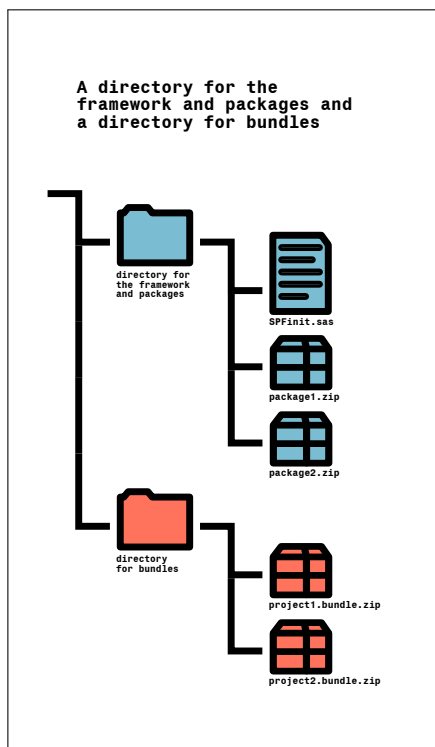 A directory for the
framework and packages and
a directory for bundles
directory for
the framework
and packages
SPFinit.sas
package1.zip
package2.zip
directory
for bundles
project1.bundle.zip
project2.bundle.zip